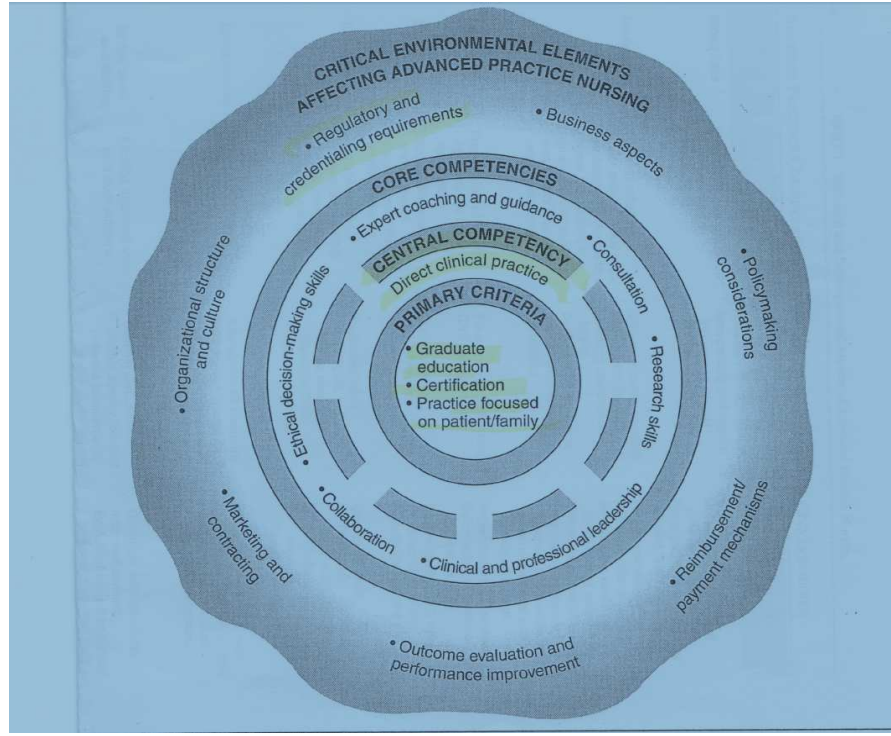 CRITICAL ENVIRONMENTAL ELEMENTS
AFFECTING ADVANCED PRACTICE NURSING
• Regulatory and
credentialing requirements
• Business aspects
• Policymaking
considerations
• Reimbursement/
payment mechanisms
• Outcome evaluation and
performance improvement
• Marketing and
contracting
• Organizational structure
and culture
CORE COMPETENCIES
• Expert coaching and guidance
• Consultation
• Research skills
• Clinical and professional leadership
• Collaboration
• Ethical decision-making skills
CENTRAL COMPETENCY
Direct clinical practice
PRIMARY CRITERIA
• Graduate
education
• Certification
• Practice focused
on patient/family